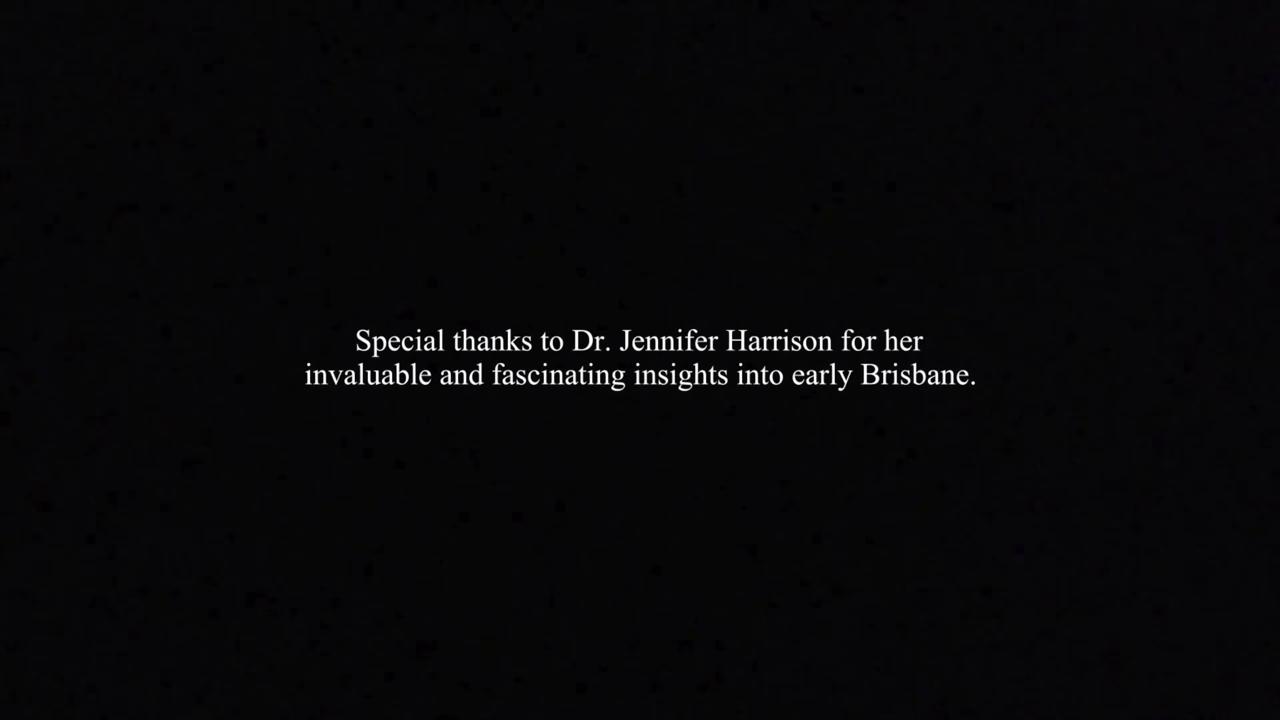 Special thanks to Dr. Jennifer Harrison for her
invaluable and fascinating insights into early Brisbane.